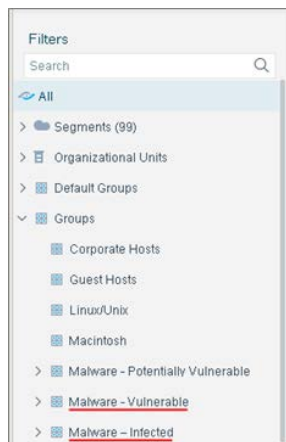 Filters
Search
All
Segments (99)
Organizational Units
Default Groups
Groups
Corporate Hosts
Guest Hosts
Linux/Unix
Macintosh
Malware - Potentially Vulnerable
Malware - Vulnerable
Malware – Infected